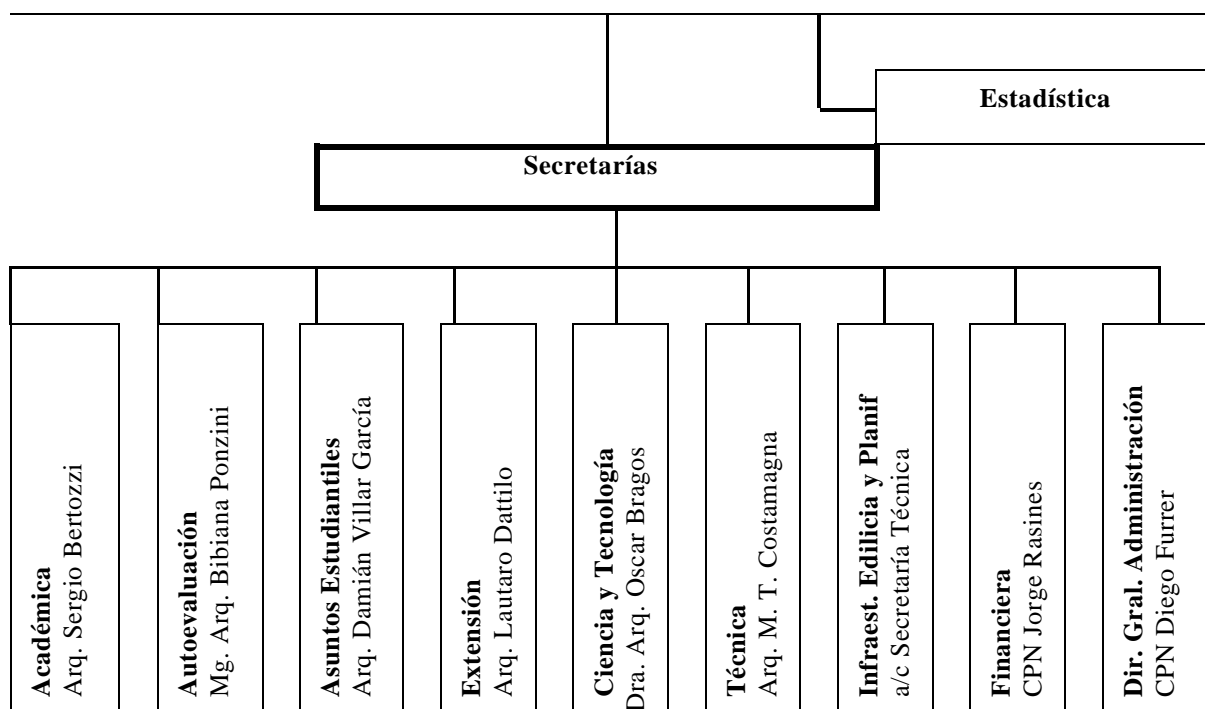 Estadística
Secretarías
Académica
Arq. Sergio Bertozzi
Autoevaluación
Mg. Arq. Bibiana Ponzini
Asuntos Estudiantiles
Arq. Damián Villar García
Extensión
Arq. Lautaro Dattilo
Ciencia y Tecnología
Dra. Arq. Oscar Bragos
Técnica
Arq. M. T. Costamagna
Infraest. Edilicia y Planif
a/c Secretaría Técnica
Financiera
CPN Jorge Rasines
Dir. Gral. Administración
CPN Diego Furrer